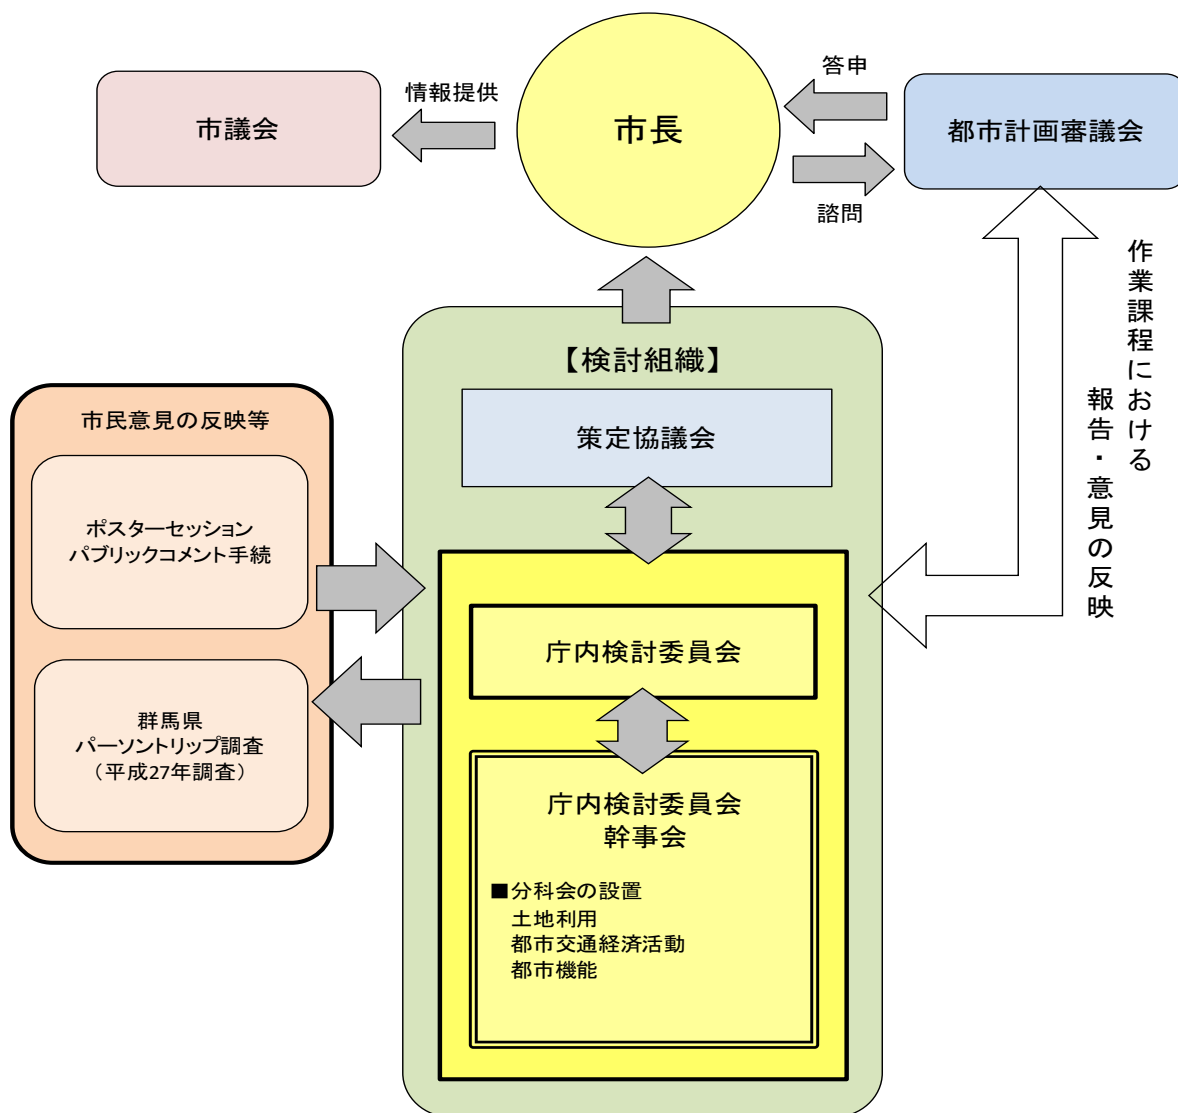 答申
情報提供
市議会
市長
都市計画審議会
諮問
作業課程における
報告・意見の反映
【検討組織】
策定協議会
市民意見の反映等
ポスターセッション
パブリックコメント手続
群馬県
パーソントリップ調査
（平成27年調査）
庁内検討委員会
庁内検討委員会
幹事会
■分科会の設置
土地利用
都市交通経済活動
都市機能